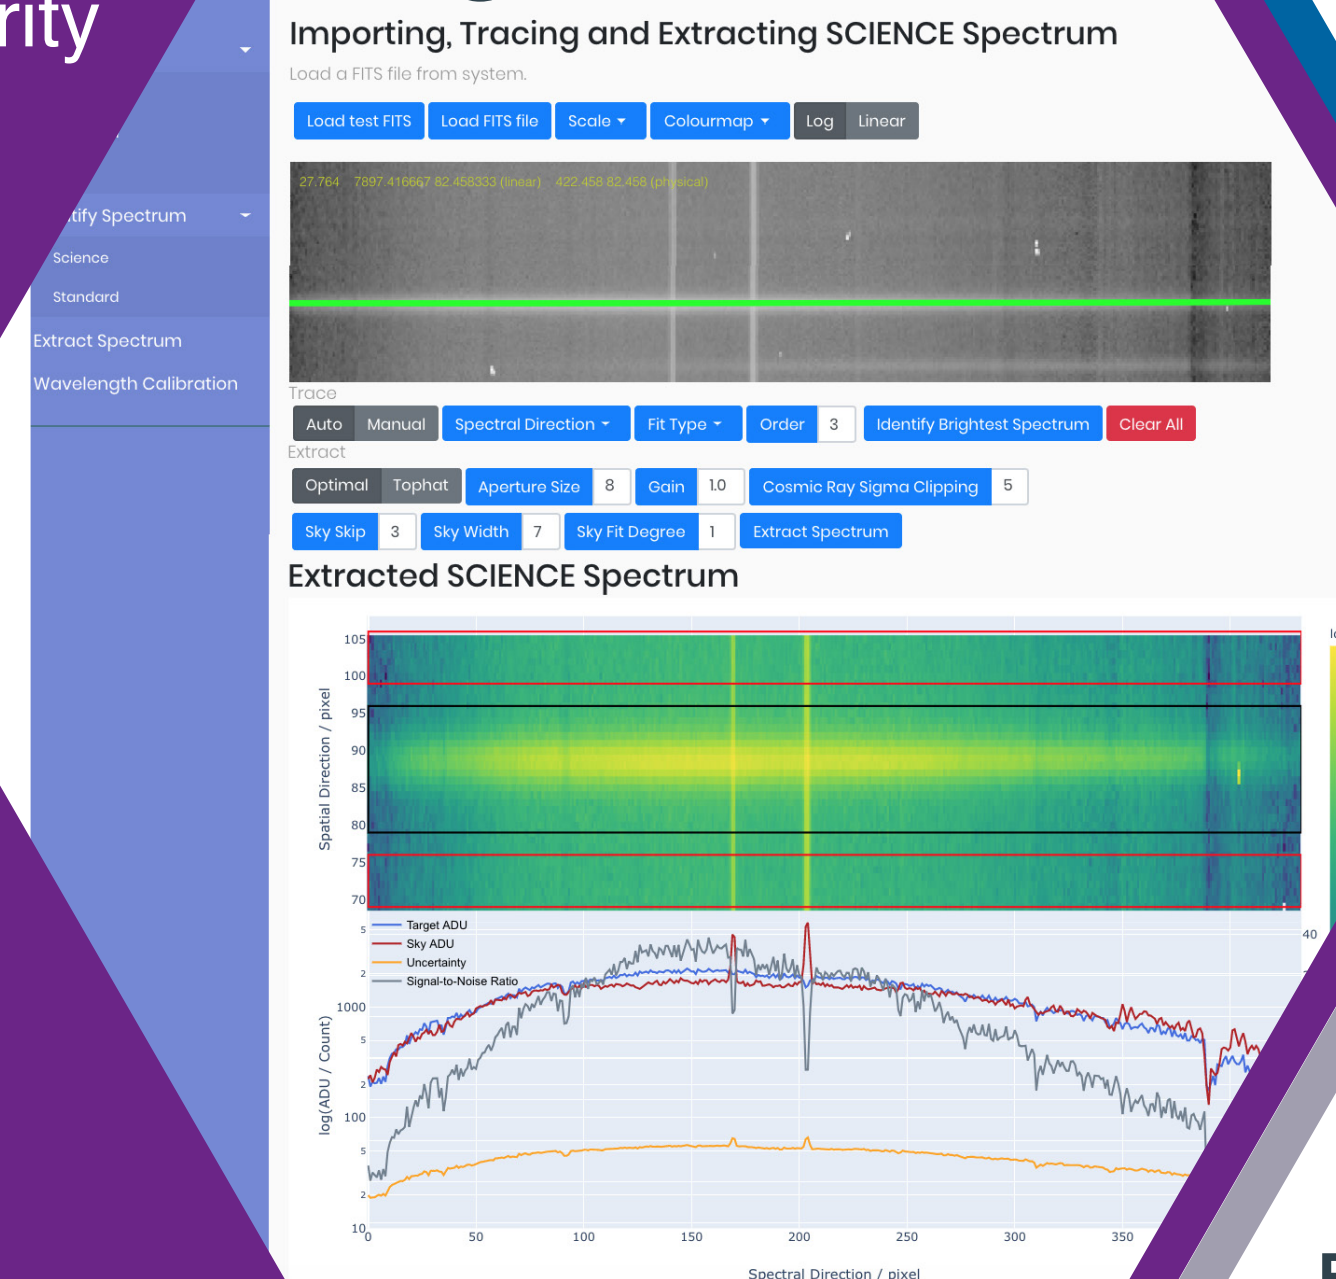 rity
Importing, Tracing and Extracting SCIENCE Spectrum
Load a FITS file from system.
Load test FITS Load FITS file Scale Colourmap Log Linear
27.764 7897.416667 82.458333 (linear) 422.458 82.458 (physical)
tify Spectrum
Science
Standard
Extract Spectrum
Wavelength Calibration
Trace
Auto Manual Spectral Direction Fit Type Order 3 Identify Brightest Spectrum Clear All
Extract
Optimal Tophat Aperture Size 8 Gain 1.0 Cosmic Ray Sigma Clipping 5
Sky Skip 3 Sky Width 7 Sky Fit Degree 1 Extract Spectrum
Extracted SCIENCE Spectrum
Spatial Direction / pixel
105
100
95
90
85
80
75
70
lo
Target ADU
Sky ADU
Uncertainty
Signal-to-Noise Ratio
log(ADU / Count)
5
2
1000
5
2
100
5
2
10
40
0 50 100 150 200 250 300 350
Spectral Direction / pixel